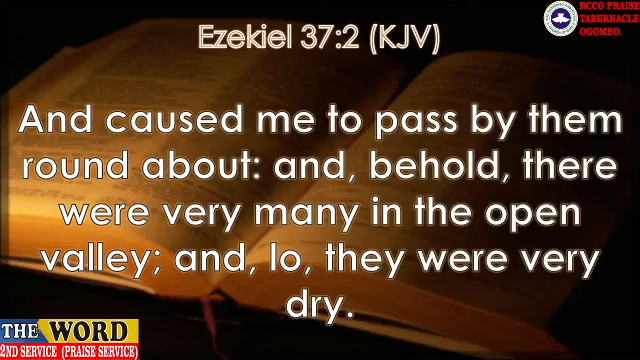 Ezekiel 37:2 (KJV)
RCCG PRAISE
TABERNACLE
OGOMBO.
And caused me to pass by them
round about: and, behold, there
were very many in the open
valley; and, lo, they were very
dry.
THE WORD
2ND SERVICE (PRAISE SERVICE)